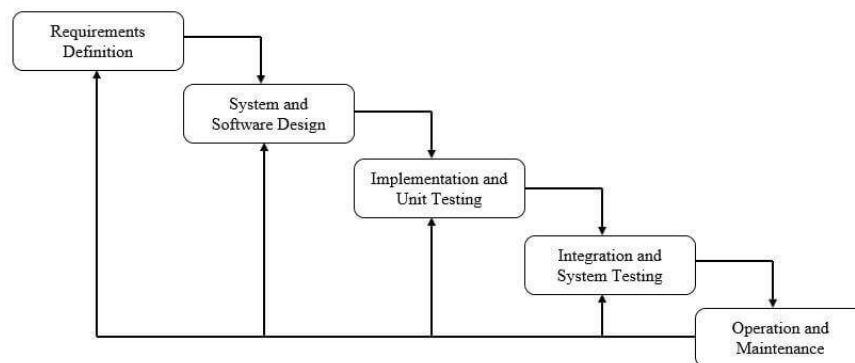 Requirements
Definition
System and
Software Design
Implementation and
Unit Testing
Integration and
System Testing
Operation and
Maintenance